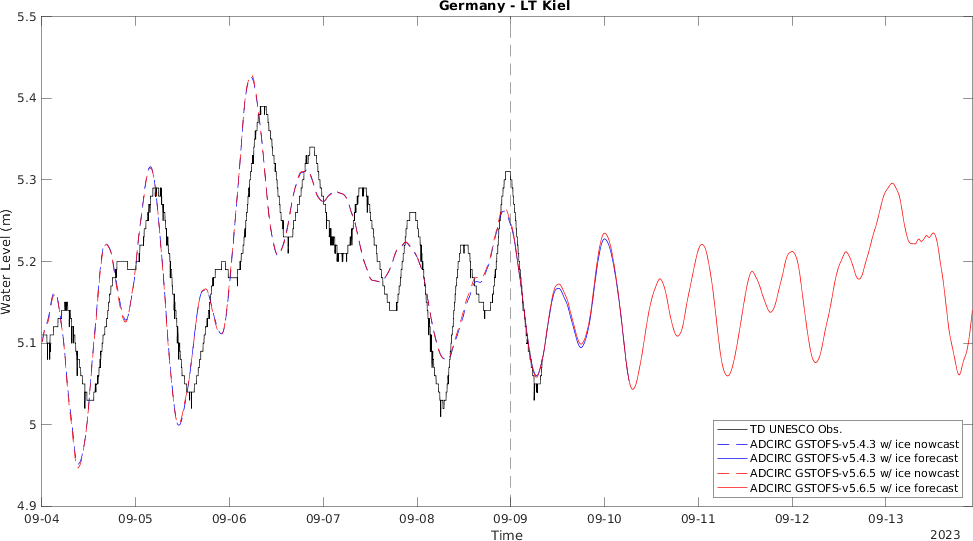 Germany - LT Kiel
5.5
5.4
5.3
5.2
5.1
5
4.9
Water Level (m)
TD UNESCO Obs.
ADCIRC GSTOFS-v5.4.3 w/ ice nowcast
ADCIRC GSTOFS-v5.4.3 w/ ice forecast
ADCIRC GSTOFS-v5.6.5 w/ ice nowcast
ADCIRC GSTOFS-v5.6.5 w/ ice forecast
09-04 09-05 09-06 09-07 09-08 09-09 09-10 09-11 09-12 09-13
Time
2023